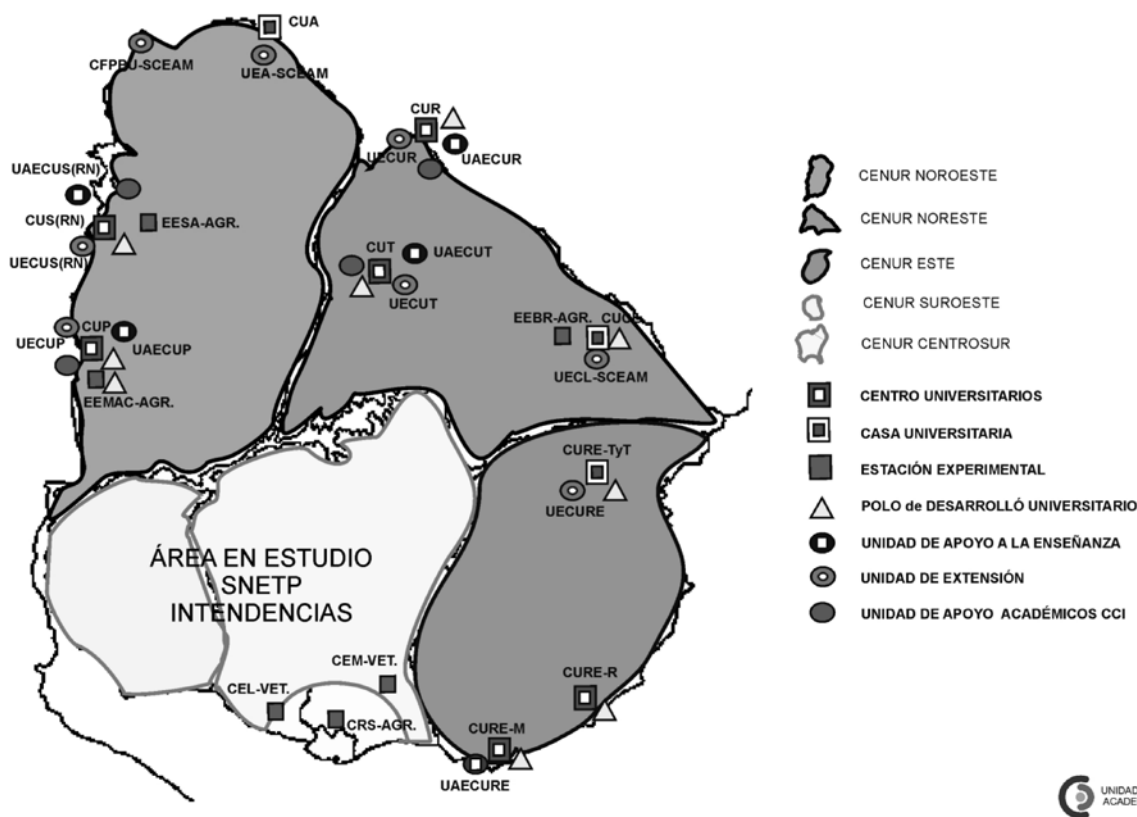 CUA
CFPBU-SCEAM
UEA-SCEAM
CUR
UECUR
UAECUR
UAECUS(RN)
CUS(RN)
EESA-AGR.
UECUS(RN)
CUT
UAECUT
UECUT
EEBR-AGR.
UECL-SCEAM
CUP
UECUP
UAECUP
EEMAC-AGR.
CURE-TyT
UECURE
ÁREA EN ESTUDIO
SNETP
INTENDENCIAS
CEM-VET.
CEL-VET.
CRS-AGR.
CURE-R
CURE-M
UAECURE
CENUR NOROESTE
CENUR NORESTE
CENUR ESTE
CENUR SUROESTE
CENUR CENTROSUR
CENTRO UNIVERSITARIOS
CASA UNIVERSITARIA
ESTACIÓN EXPERIMENTAL
POLO de DESARROLLÓ UNIVERSITARIO
UNIDAD DE APOYO A LA ENSEÑANZA
UNIDAD DE EXTENSIÓN
UNIDAD DE APOYO ACADÉMICOS CCI
UNIDAD
ACADE